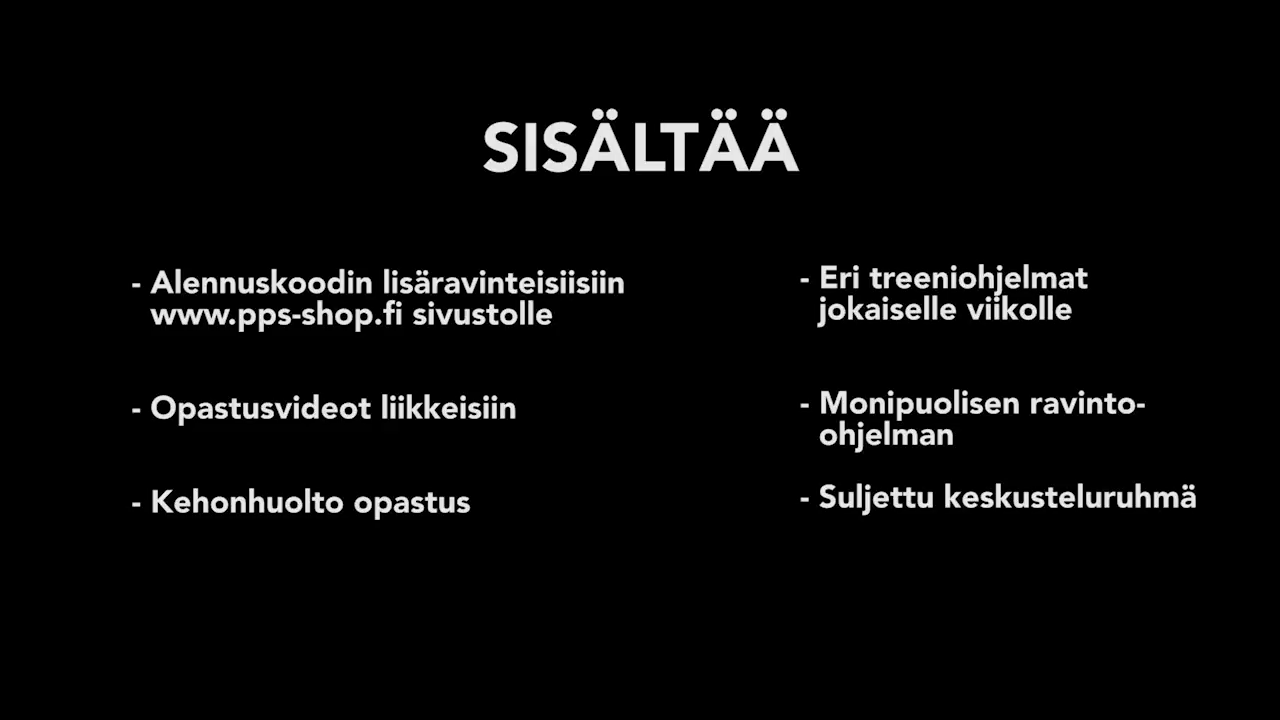 SISÄLTÄÄ
- Alennuskoodin lisäravinteisiisiin
www.pps-shop.fi sivustolle
- Opastusvideot liikkeisiin
- Kehonhuolto opastus
- Eri treeniohjelmat
jokaiselle viikolle
- Monipuolisen ravinto-
ohjelman
- Suljettu keskusteluruhmä